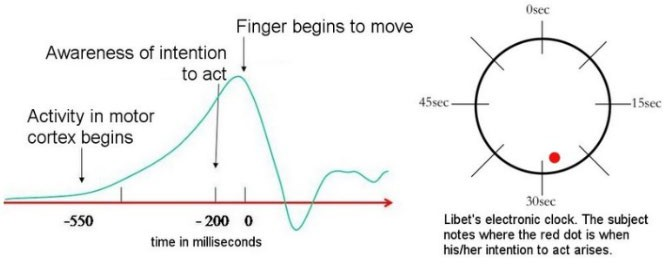 Finger begins to move
Awareness of intention
to act
Activity in motor
cortex begins
-550
- 200
0
time in milliseconds
0sec
45sec
15sec
30sec
Libet's electronic clock. The subject
notes where the red dot is when
his/her intention to act arises.